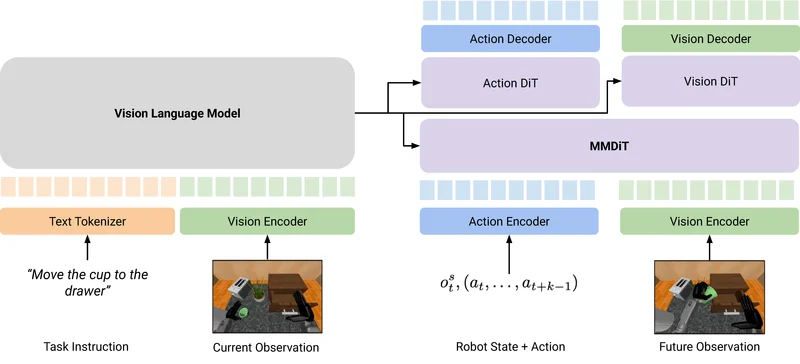 Action Decoder
Vision Decoder
Vision Language Model
Action DiT
Vision DiT
MMDiT
Text Tokenizer
Vision Encoder
Action Encoder
Vision Encoder
“Move the cup to the
drawer”
o_t^s, (a_t, . . . , a_{t+k−1})
Task Instruction
Current Observation
Robot State + Action
Future Observation